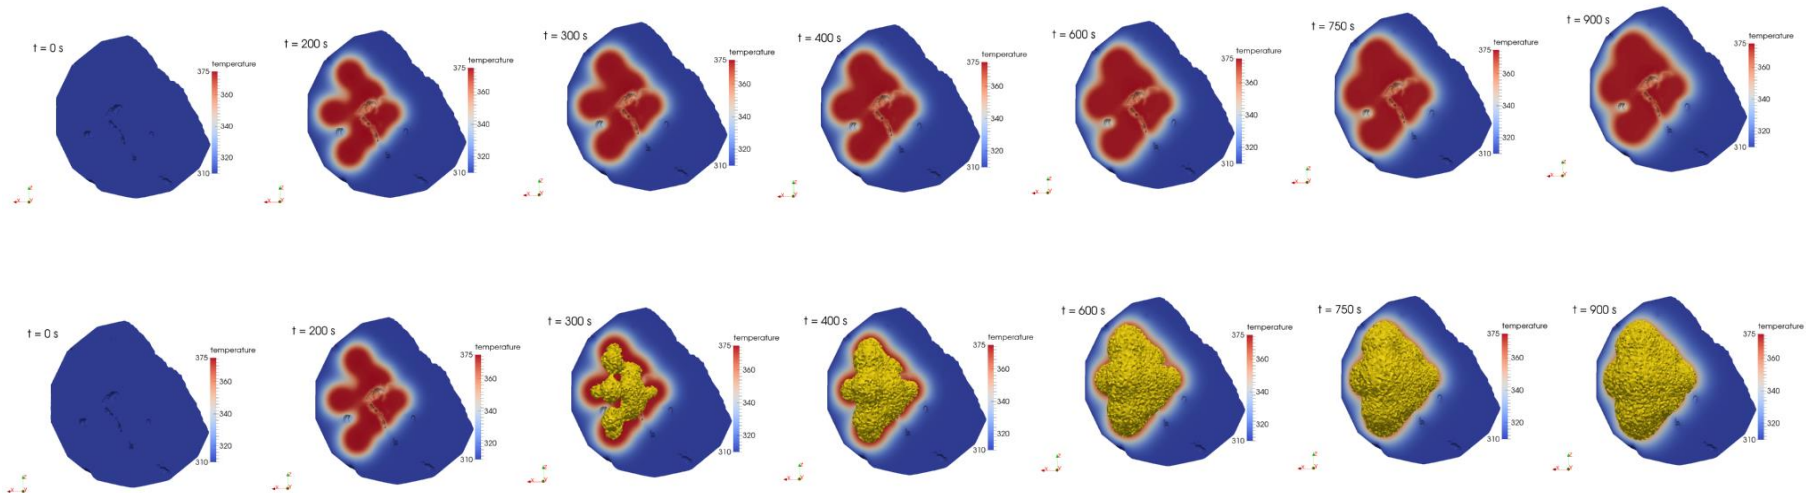 t = 0 s
temperature
375
360
340
320
310
t = 200 s
temperature
375
360
340
320
310
t = 300 s
temperature
375
360
340
320
310
t = 400 s
temperature
375
360
340
320
310
t = 600 s
temperature
375
360
340
320
310
t = 750 s
temperature
375
360
340
320
310
t = 900 s
temperature
375
360
340
320
310
t = 0 s
temperature
375
360
340
320
310
t = 200 s
temperature
375
360
340
320
310
t = 300 s
temperature
375
360
340
320
310
t = 400 s
temperature
375
360
340
320
310
t = 600 s
temperature
375
360
340
320
310
t = 750 s
temperature
375
360
340
320
310
t = 900 s
temperature
375
360
340
320
310